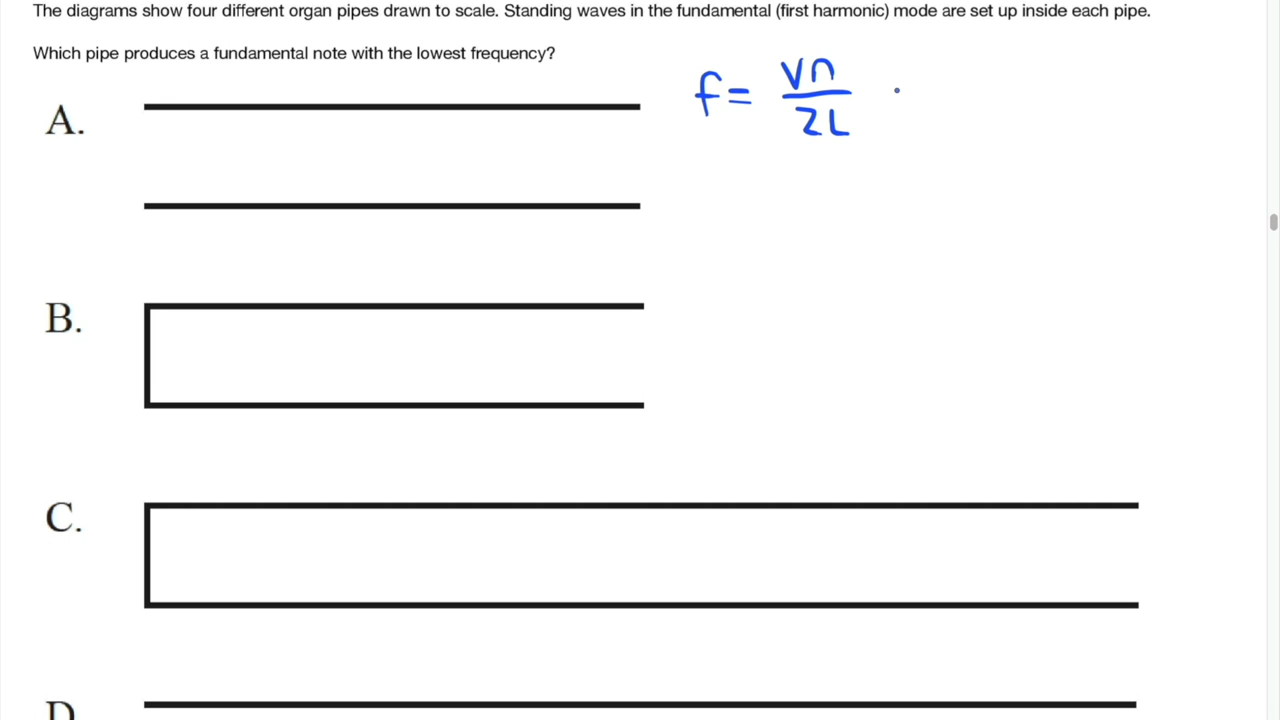 The diagrams show four different organ pipes drawn to scale. Standing waves in the fundamental (first harmonic) mode are set up inside each pipe.
Which pipe produces a fundamental note with the lowest frequency?
f = vn
2L
A.
B.
C.
D